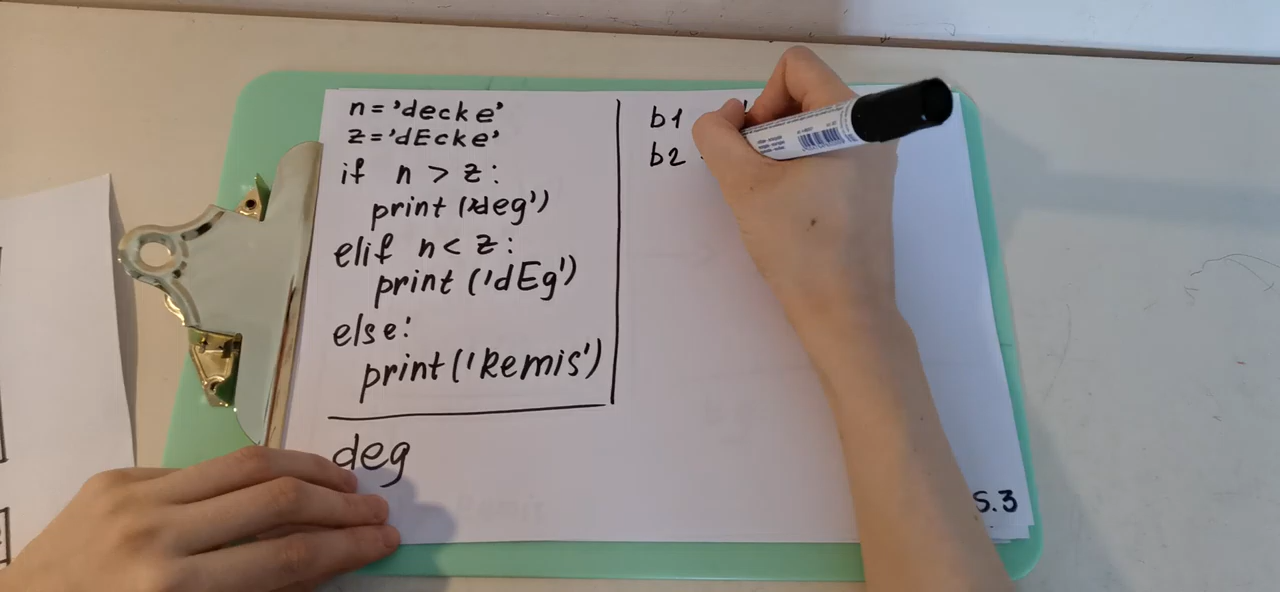 n='decke'
z='dEcke'
if n > z:
print('deg')
elif n < z:
print('dEg')
else:
print('Remis')
deg
b1
b2
S.3